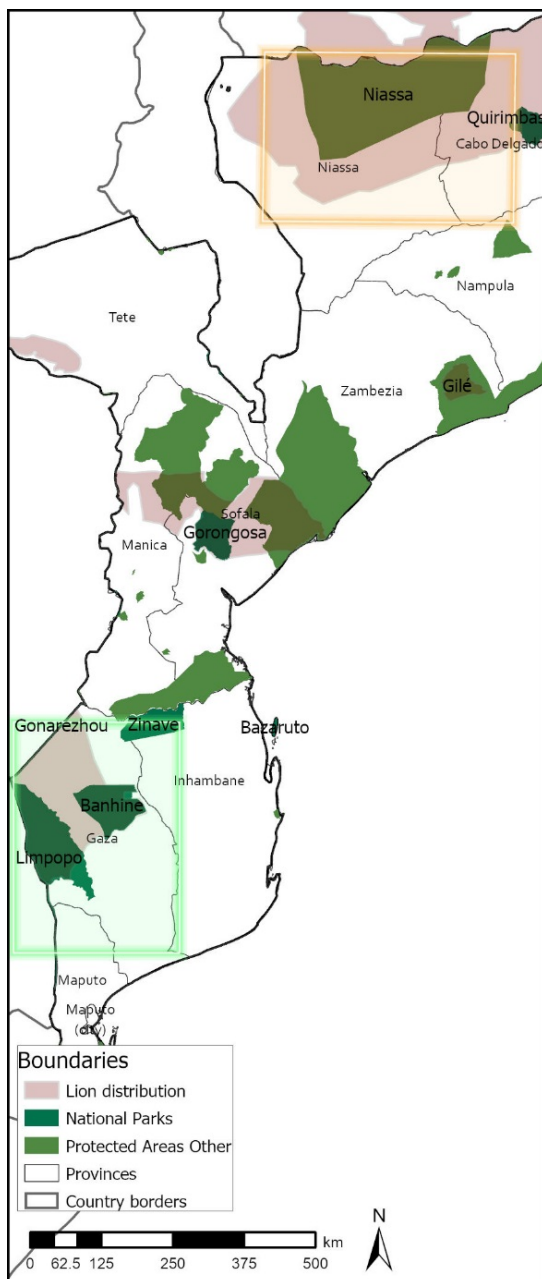 Niassa
Quirimbas
Cabo Delgado
Niassa
Nampula
Tete
Zambezia
Gilé
Sofala
Gorongosa
Manica
Gonarezhou
Zinave
Bazaruto
Inhambane
Banhine
Gaza
Limpopo
Maputo
Maputo
(city)
Boundaries
Lion distribution
National Parks
Protected Areas Other
Provinces
Country borders
N
km
0 62.5 125 250 375 500